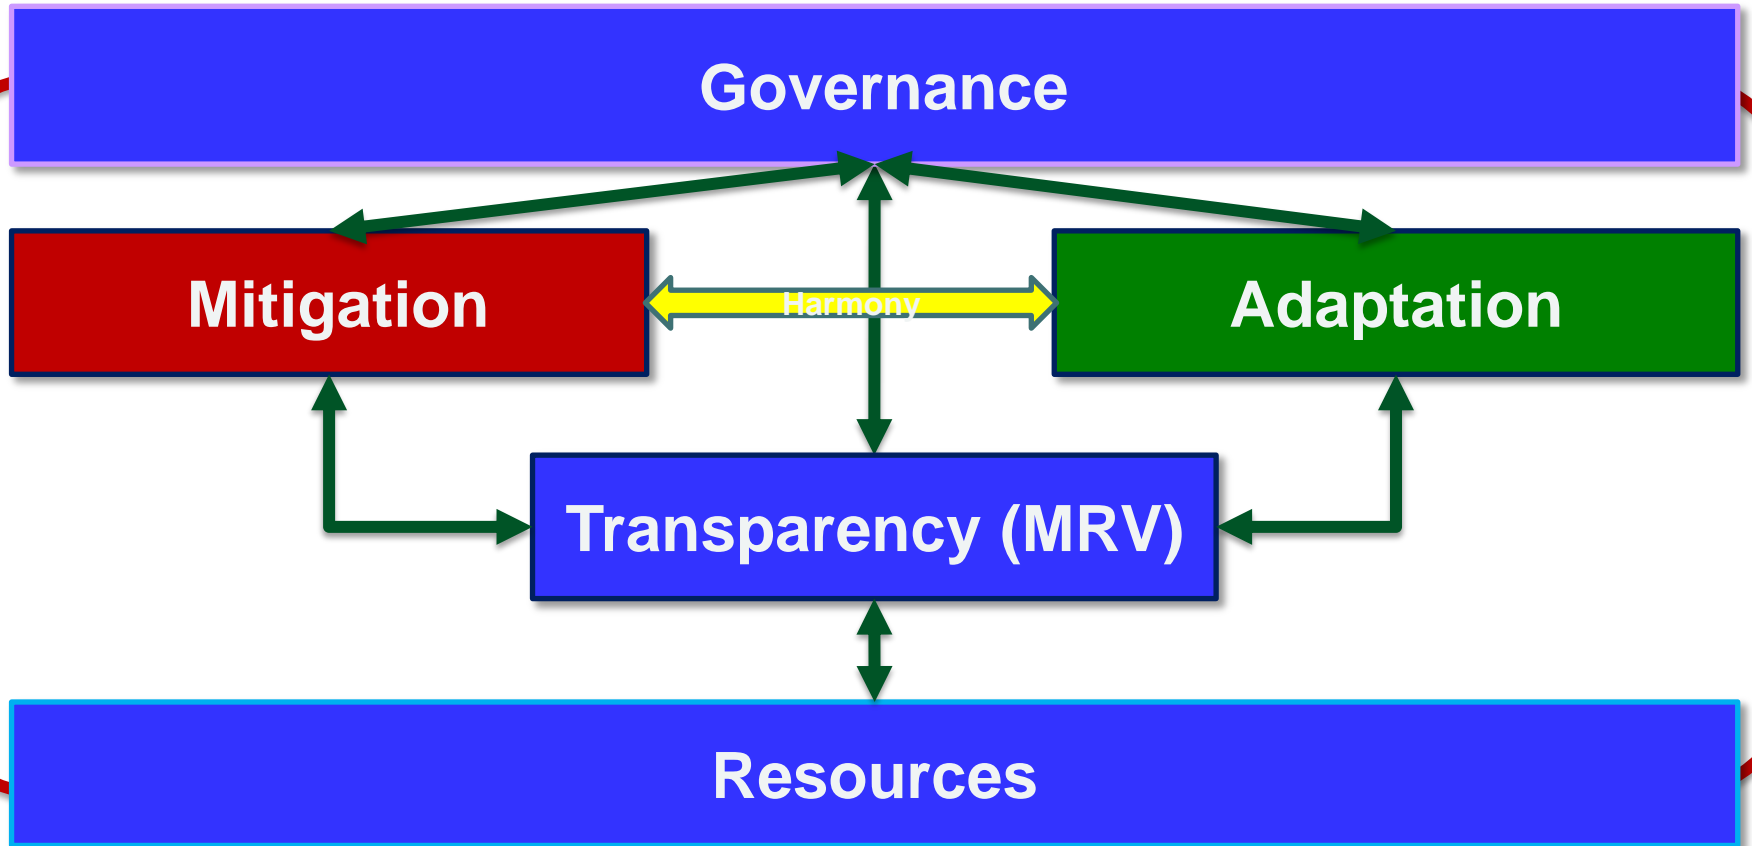 Governance
Mitigation
Harmony
Adaptation
Transparency (MRV)
Resources